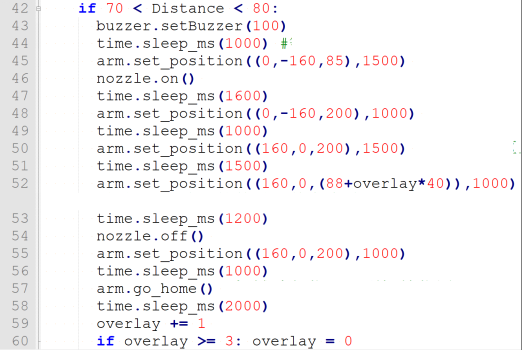 42 if 70 < Distance < 80:
43 buzzer.setBuzzer(100)
44 time.sleep_ms(1000) #
45 arm.set_position((0,-160,85),1500)
46 nozzle.on()
47 time.sleep_ms(1600)
48 arm.set_position((0,-160,200),1000)
49 time.sleep_ms(1000)
50 arm.set_position((160,0,200),1500)
51 time.sleep_ms(1500)
52 arm.set_position((160,0,(88+overlay*40)),1000)
53 time.sleep_ms(1200)
54 nozzle.off()
55 arm.set_position((160,0,200),1000)
56 time.sleep_ms(1000)
57 arm.go_home()
58 time.sleep_ms(2000)
59 overlay += 1
60 if overlay >= 3: overlay = 0